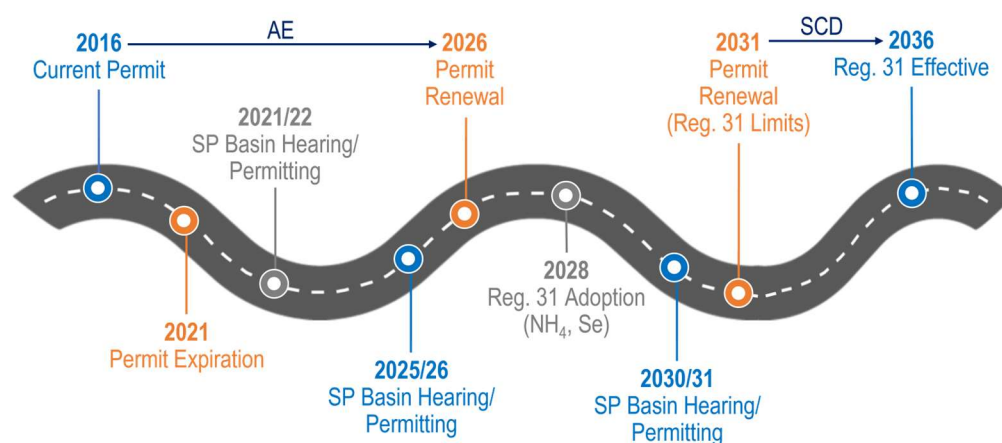 2016
Current Permit
AE
2026
Permit
Renewal
2031
Permit
Renewal
(Reg. 31 Limits)
SCD
2036
Reg. 31 Effective
2021/22
SP Basin Hearing/
Permitting
2021
Permit Expiration
2025/26
SP Basin Hearing/
Permitting
2028
Reg. 31 Adoption
(NH₄, Se)
2030/31
SP Basin Hearing/
Permitting